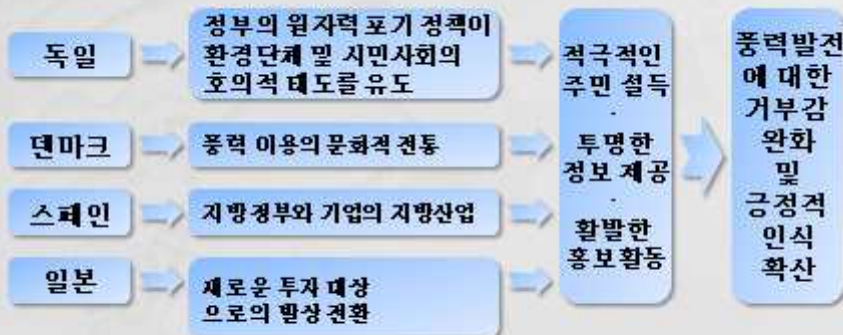 독일
정부의 원자력 포기 정책이
환경단체 및 시민사회의
호의적 태도를 유도
덴마크
풍력 이용의 문화적 전통
스페인
지방정부와 기업의 지방산업
일본
새로운 투자 대상
으로의 발상 전환
적극적인
주민 설득
·
투명한
정보 제공
·
활발한
홍보활동
풍력발전
에 대한
거부감
완화
및
긍정적
인식
확산